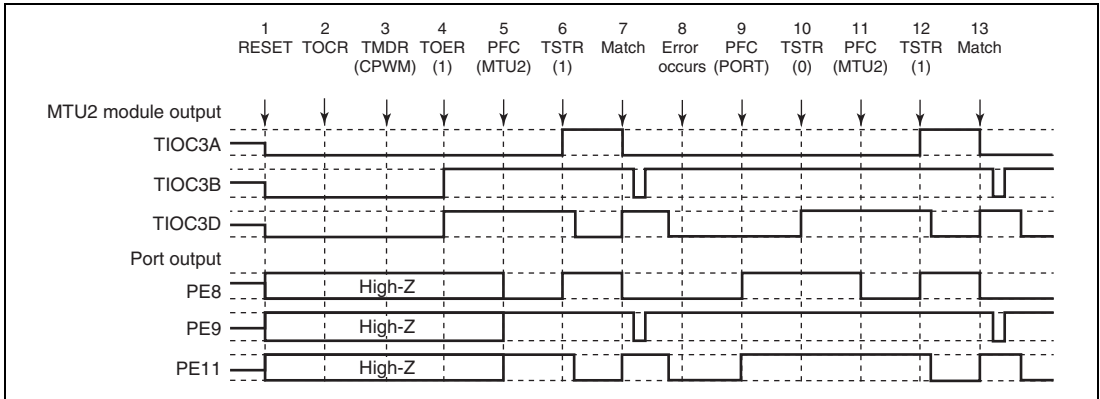 1 2 3 4 5 6 7 8 9 10 11 12 13
RESET TOCR TMDR TOER PFC TSTR Match Error PFC TSTR PFC TSTR Match
(CPWM) (1) (MTU2) (1) occurs (PORT) (0) (MTU2) (1)
MTU2 module output
TIOC3A
TIOC3B
TIOC3D
Port output
PE8 High-Z
PE9 High-Z
PE11 High-Z